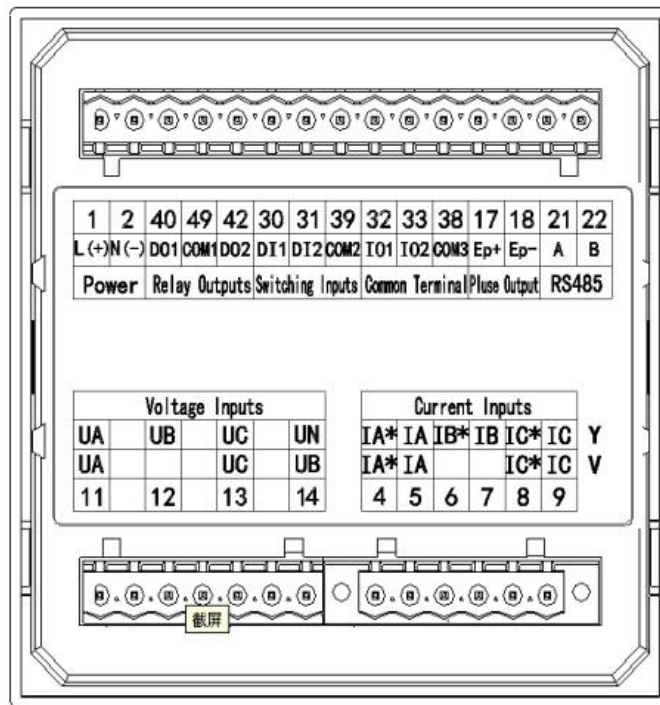 1 2 40 49 42 30 31 39 32 33 38 17 18 21 22
L(+) N(-) DO1 COM1 DO2 DI1 DI2 COM2 IO1 IO2 COM3 Ep+ Ep- A B
Power Relay Outputs Switching Inputs Common Terminal Pluse Output RS485
Voltage Inputs Current Inputs
UA UB UC UN IA* IA IB* IB IC* IC Y
UA UC UB IA* IA IC* IC V
11 12 13 14 4 5 6 7 8 9
截屏